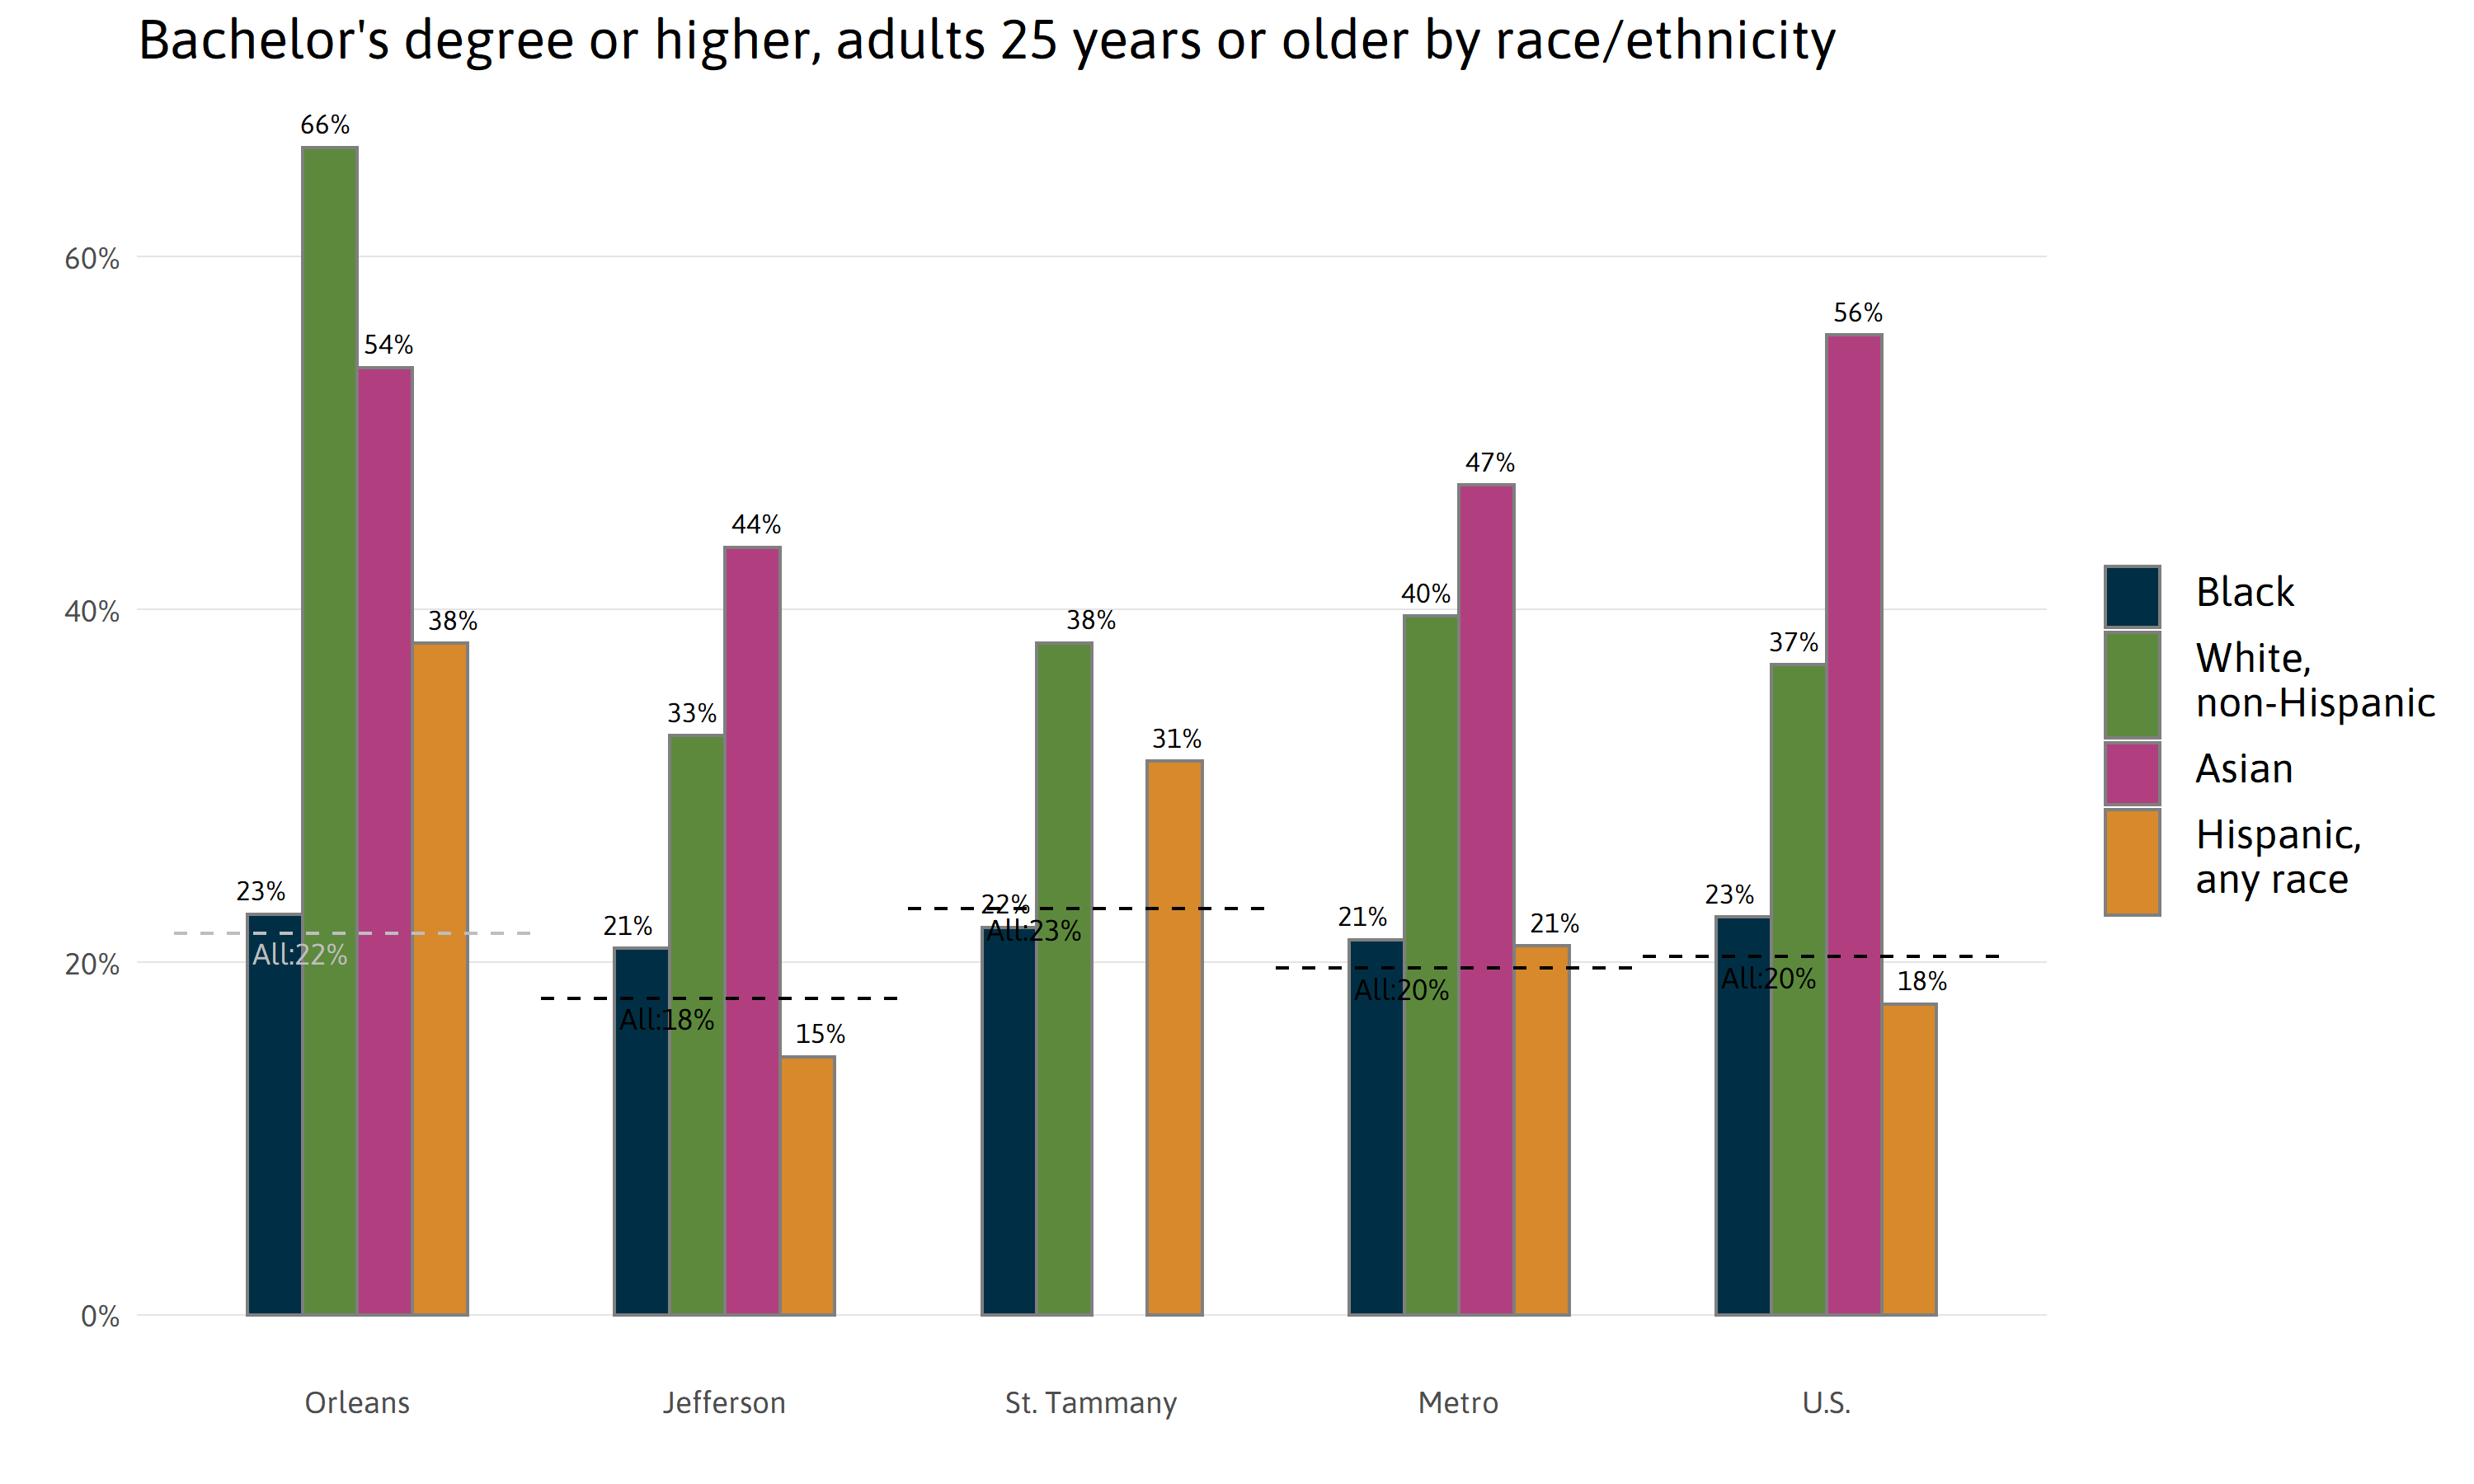 Bachelor's degree or higher, adults 25 years or older by race/ethnicity
66%
60%
56%
54%
47%
44%
40%
40%
38%
38%
37%
33%
31%
23%
23%
22%
21%
21%
21%
All:23%
All:22%
20%
All:20%
All:20%
18%
All:18%
15%
0%
Orleans
Jefferson
St. Tammany
Metro
U.S.
Black
White,
non-Hispanic
Asian
Hispanic,
any race